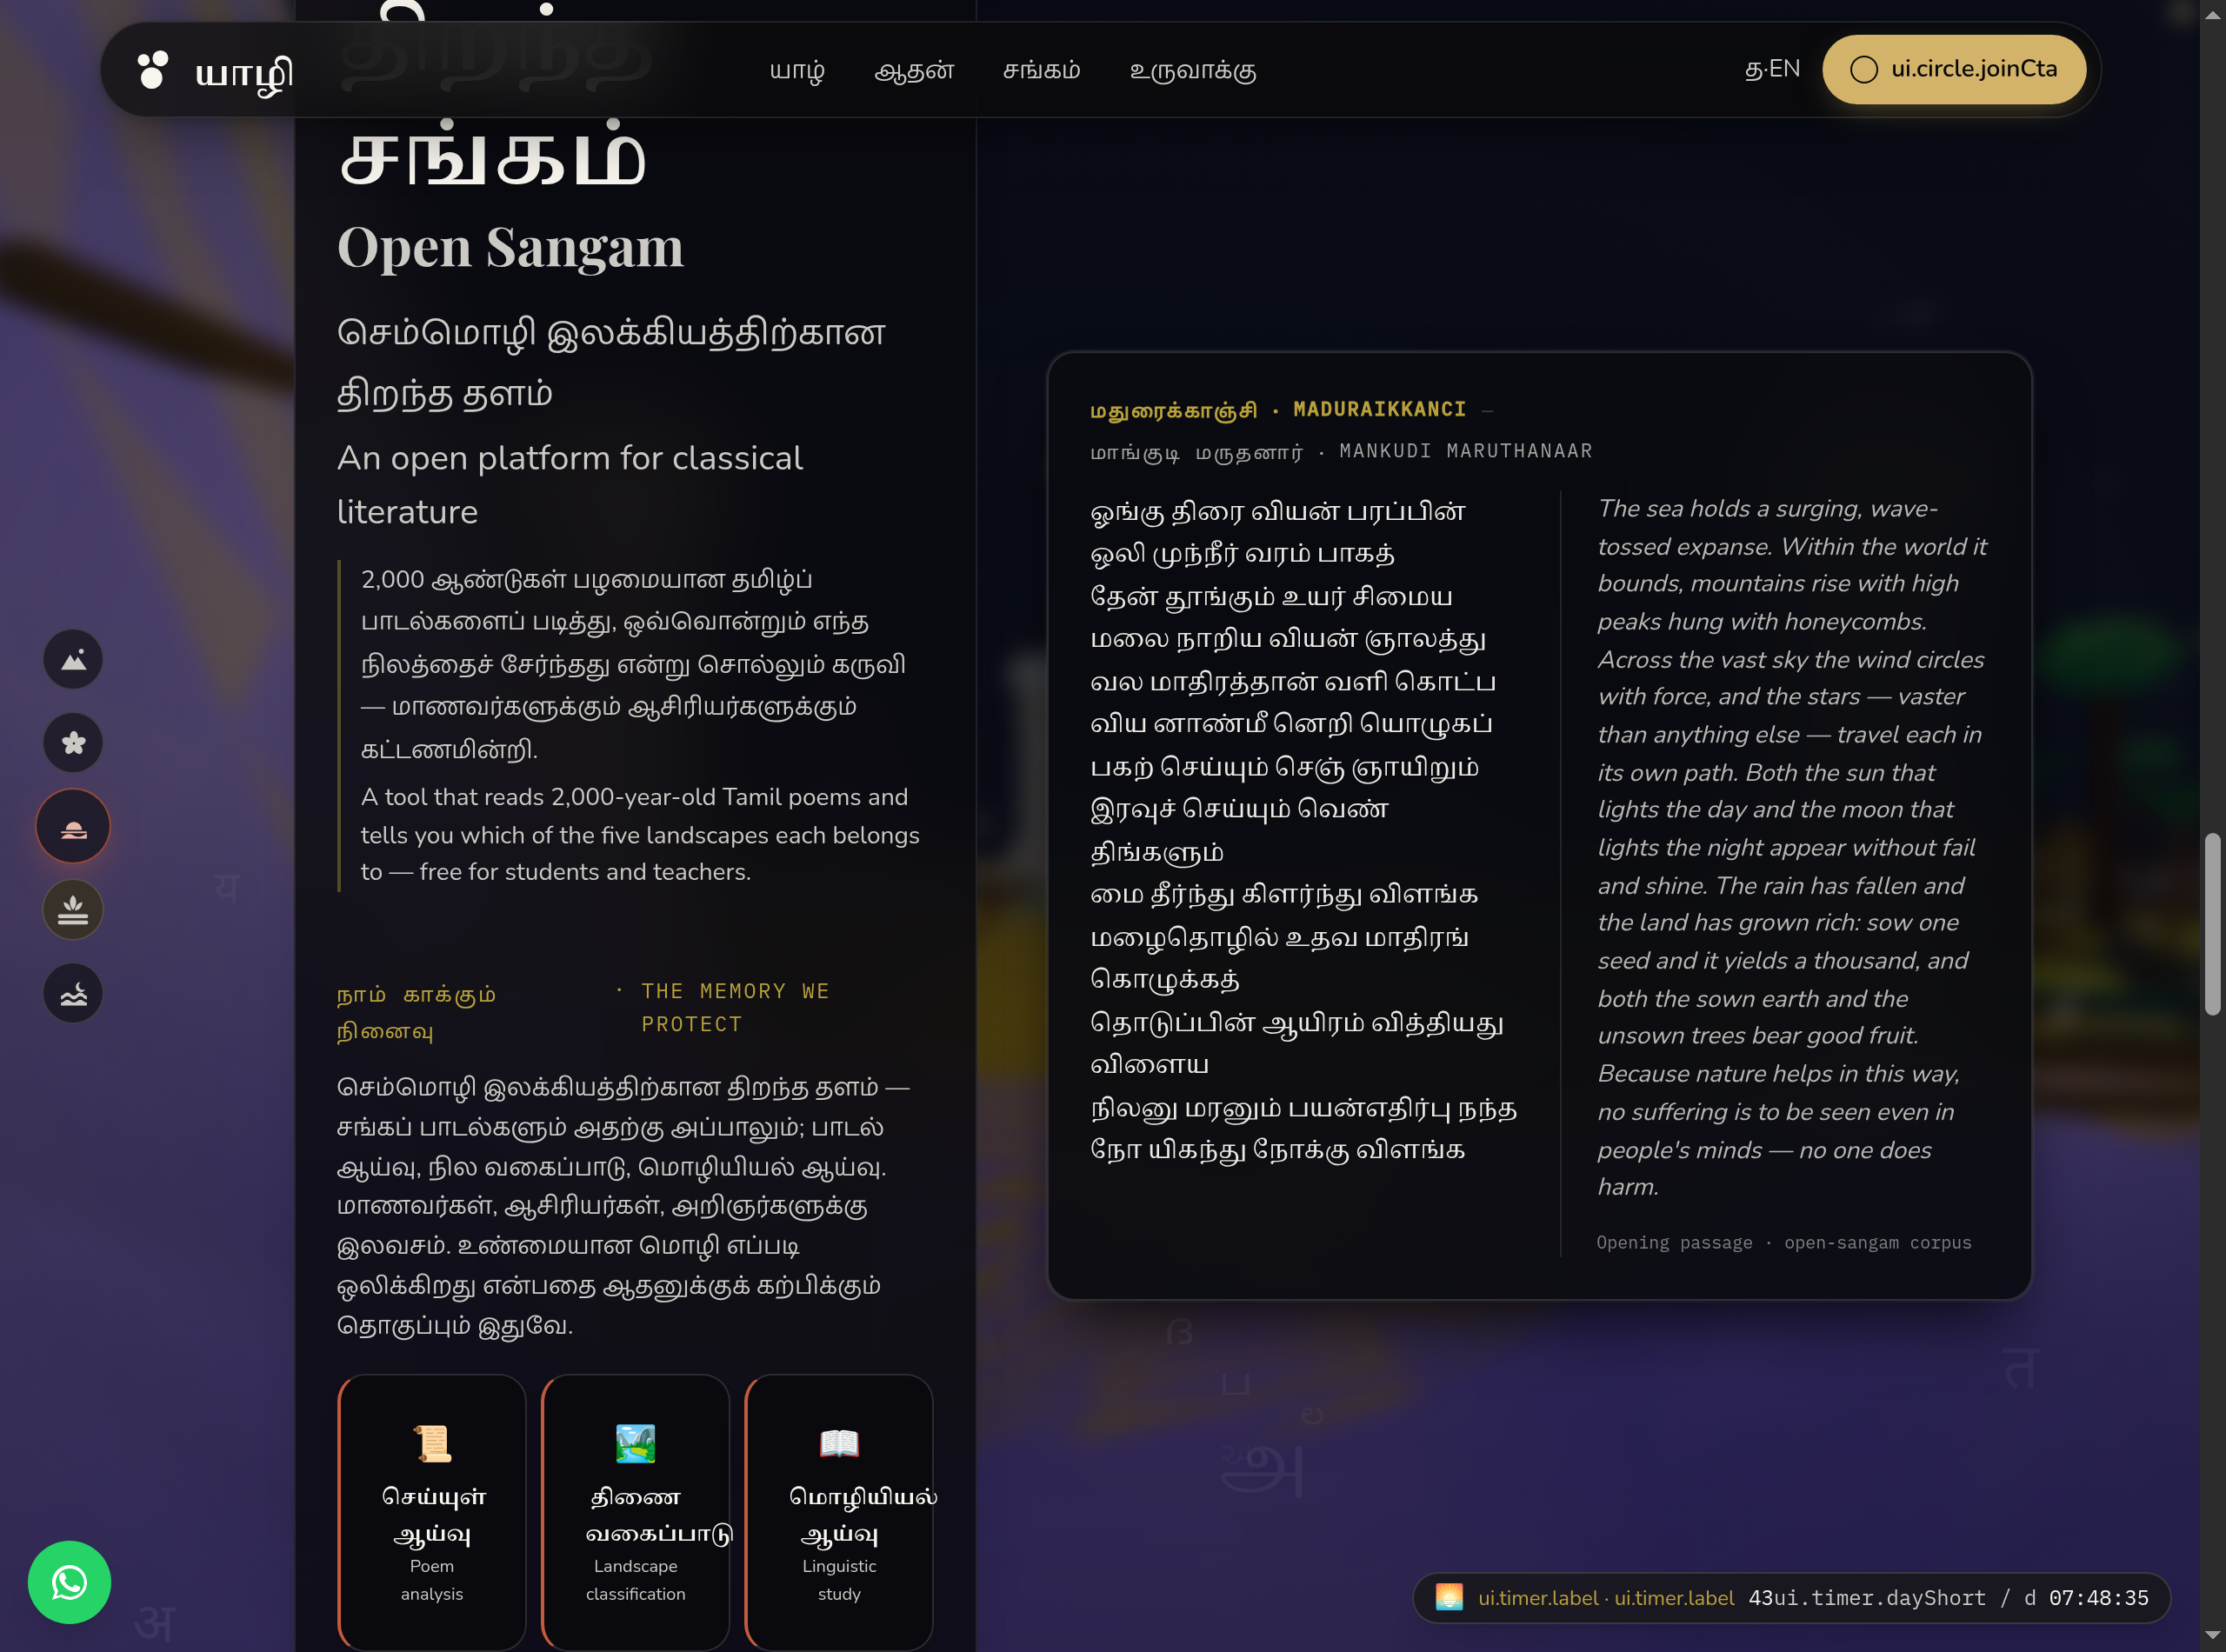 யாழி
யாழ்
ஆதன்
சங்கம்
உருவாக்கு
த·EN
ui.circle.joinCta
திறந்த
சங்கம்
Open Sangam
செம்மொழி இலக்கியத்திற்கான
திறந்த தளம்
An open platform for classical
literature
2,000 ஆண்டுகள் பழமையான தமிழ்ப்
பாடல்களைப் படித்து, ஒவ்வொன்றும் எந்த
நிலத்தைச் சேர்ந்தது என்று சொல்லும் கருவி
— மாணவர்களுக்கும் ஆசிரியர்களுக்கும்
கட்டணமின்றி.
A tool that reads 2,000-year-old Tamil poems and
tells you which of the five landscapes each belongs
to — free for students and teachers.
நாம் காக்கும்
நினைவு
· THE MEMORY WE
PROTECT
செம்மொழி இலக்கியத்திற்கான திறந்த தளம் —
சங்கப் பாடல்களும் அதற்கு அப்பாலும்; பாடல்
ஆய்வு, நில வகைப்பாடு, மொழியியல் ஆய்வு.
மாணவர்கள், ஆசிரியர்கள், அறிஞர்களுக்கு
இலவசம். உண்மையான மொழி எப்படி
ஒலிக்கிறது என்பதை ஆதனுக்குக் கற்பிக்கும்
தொகுப்பும் இதுவே.
செய்யுள்
ஆய்வு
Poem
analysis
திணை
வகைப்பாடு
Landscape
classification
மொழியியல்
ஆய்வு
Linguistic
study
மதுரைக்காஞ்சி · MADURAIKKANCI —
மாங்குடி மருதனார் · MANKUDI MARUTHANAAR
ஓங்கு திரை வியன் பரப்பின்
ஒலி முந்நீர் வரம் பாகத்
தேன் தூங்கும் உயர் சிமைய
மலை நாறிய வியன் ஞாலத்து
வல மாதிரத்தான் வளி கொட்ப
விய னாண்மீ னெறி யொழுகப்
பகற் செய்யும் செஞ் ஞாயிறும்
இரவுச் செய்யும் வெண்
திங்களும்
மை தீர்ந்து கிளர்ந்து விளங்க
மழைதொழில் உதவ மாதிரங்
கொழுக்கத்
தொடுப்பின் ஆயிரம் வித்தியது
விளைய
நிலனு மரனும் பயன்எதிர்பு நந்த
நோ யிகந்து நோக்கு விளங்க
The sea holds a surging, wave-
tossed expanse. Within the world it
bounds, mountains rise with high
peaks hung with honeycombs.
Across the vast sky the wind circles
with force, and the stars — vaster
than anything else — travel each in
its own path. Both the sun that
lights the day and the moon that
lights the night appear without fail
and shine. The rain has fallen and
the land has grown rich: sow one
seed and it yields a thousand, and
both the sown earth and the
unsown trees bear good fruit.
Because nature helps in this way,
no suffering is to be seen even in
people's minds — no one does
harm.
Opening passage · open-sangam corpus
य
अ
ப
அ
त
ui.timer.label · ui.timer.label 43ui.timer.dayShort / d 07:48:35